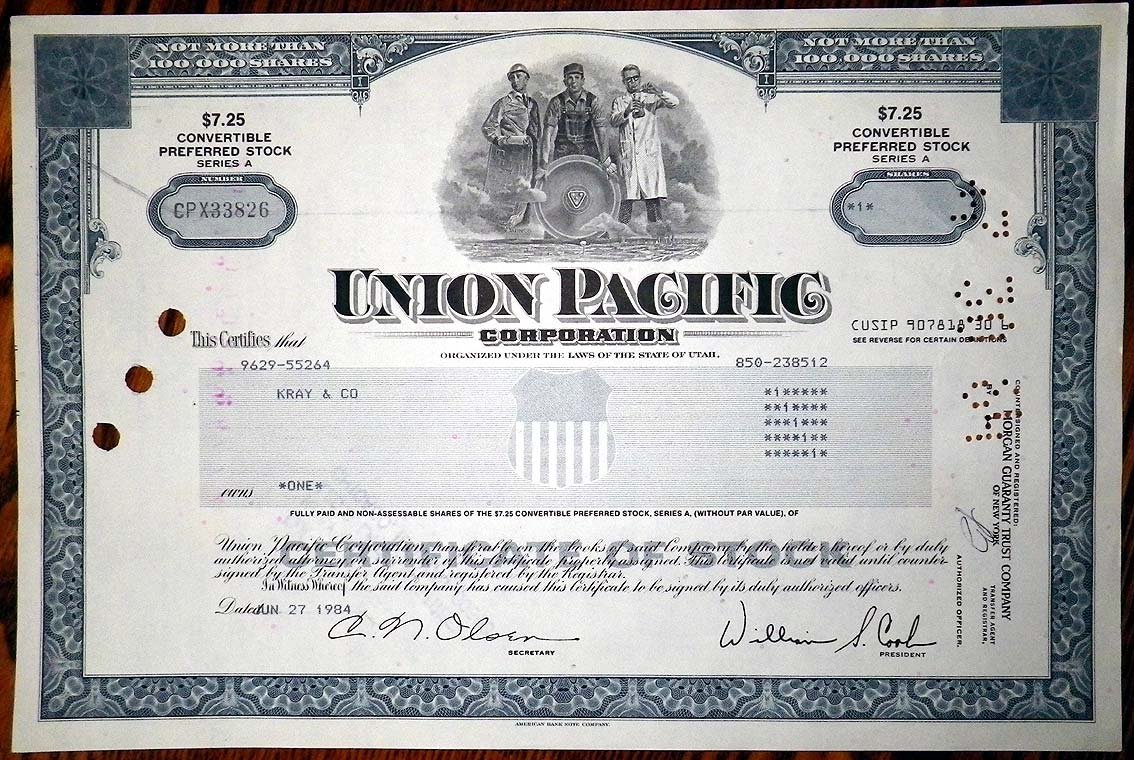 NOT MORE THAN
100,000 SHARES
NOT MORE THAN
100,000 SHARES
$7.25
CONVERTIBLE
PREFERRED STOCK
SERIES A
NUMBER
CPX33826
$7.25
CONVERTIBLE
PREFERRED STOCK
SERIES A
SHARES
*1*
UNION PACIFIC
CORPORATION
ORGANIZED UNDER THE LAWS OF THE STATE OF UTAH.
CUSIP 907818 30 6
SEE REVERSE FOR CERTAIN DEFINITIONS
This Certifies that
9629-55264
850-238512
KRAY & CO
*1*****
**1****
***1***
****1**
*****1*
owns
*ONE*
FULLY PAID AND NON-ASSESSABLE SHARES OF THE $7.25 CONVERTIBLE PREFERRED STOCK, SERIES A, (WITHOUT PAR VALUE), OF
CERTIFICATE OF STOCK
Union Pacific Corporation, transferable on the books of said Company by the holder hereof or by duly
authorized attorney on surrender of this certificate properly assigned. This certificate is not valid until counter-
signed by the Transfer Agent and registered by the Registrar.
In Witness Whereof the said company has caused this certificate to be signed by its duly authorized officers.
Dated JUN 27 1984
C. N. Olsen
SECRETARY
William S. Cook
PRESIDENT
COUNTERSIGNED AND REGISTERED:
MORGAN GUARANTY TRUST COMPANY
OF NEW YORK
BY
TRANSFER AGENT
AND REGISTRAR.
AUTHORIZED OFFICER.
AMERICAN BANK NOTE COMPANY.